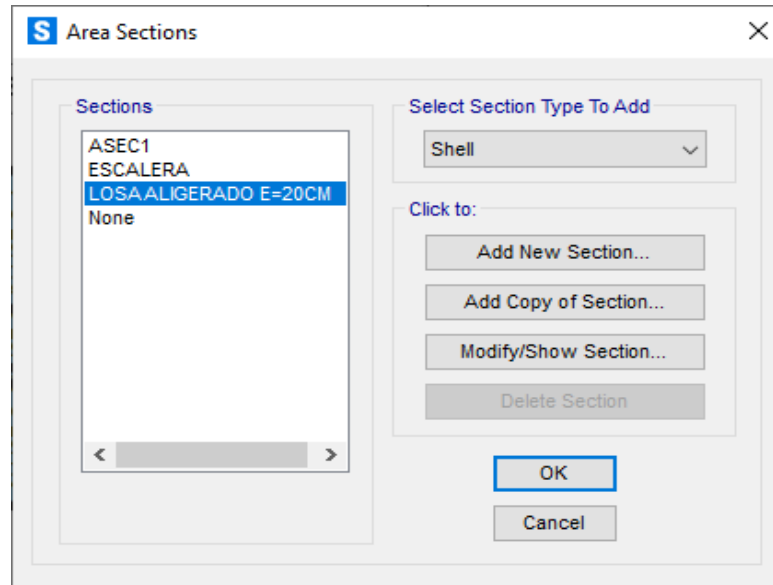 S Area Sections
Sections
ASEC1
ESCALERA
LOSA ALIGERADO E=20CM
None
Select Section Type To Add
Shell
Click to:
Add New Section...
Add Copy of Section...
Modify/Show Section...
Delete Section
OK
Cancel